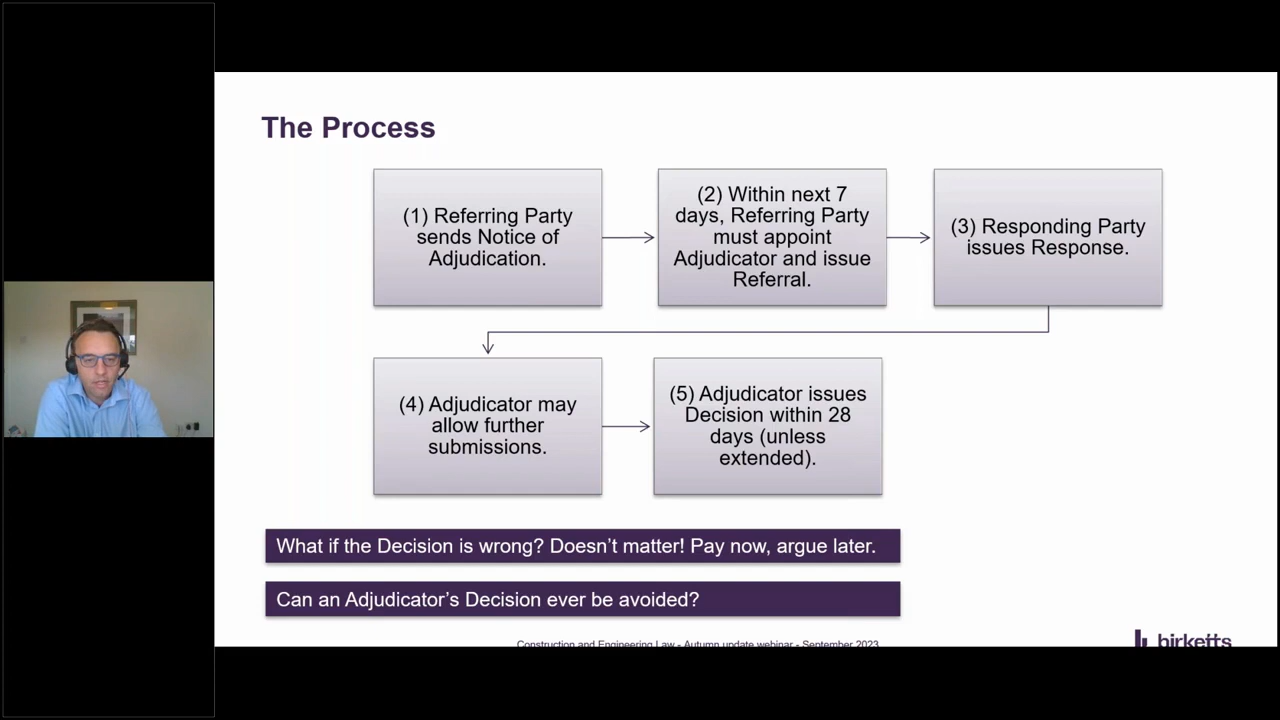 The Process
(1) Referring Party
sends Notice of
Adjudication.
(2) Within next 7
days, Referring Party
must appoint
Adjudicator and issue
Referral.
(3) Responding Party
issues Response.
(4) Adjudicator may
allow further
submissions.
(5) Adjudicator issues
Decision within 28
days (unless
extended).
What if the Decision is wrong? Doesn’t matter! Pay now, argue later.
Can an Adjudicator’s Decision ever be avoided?
Construction and Engineering Law - Autumn update webinar - September 2023
birketts